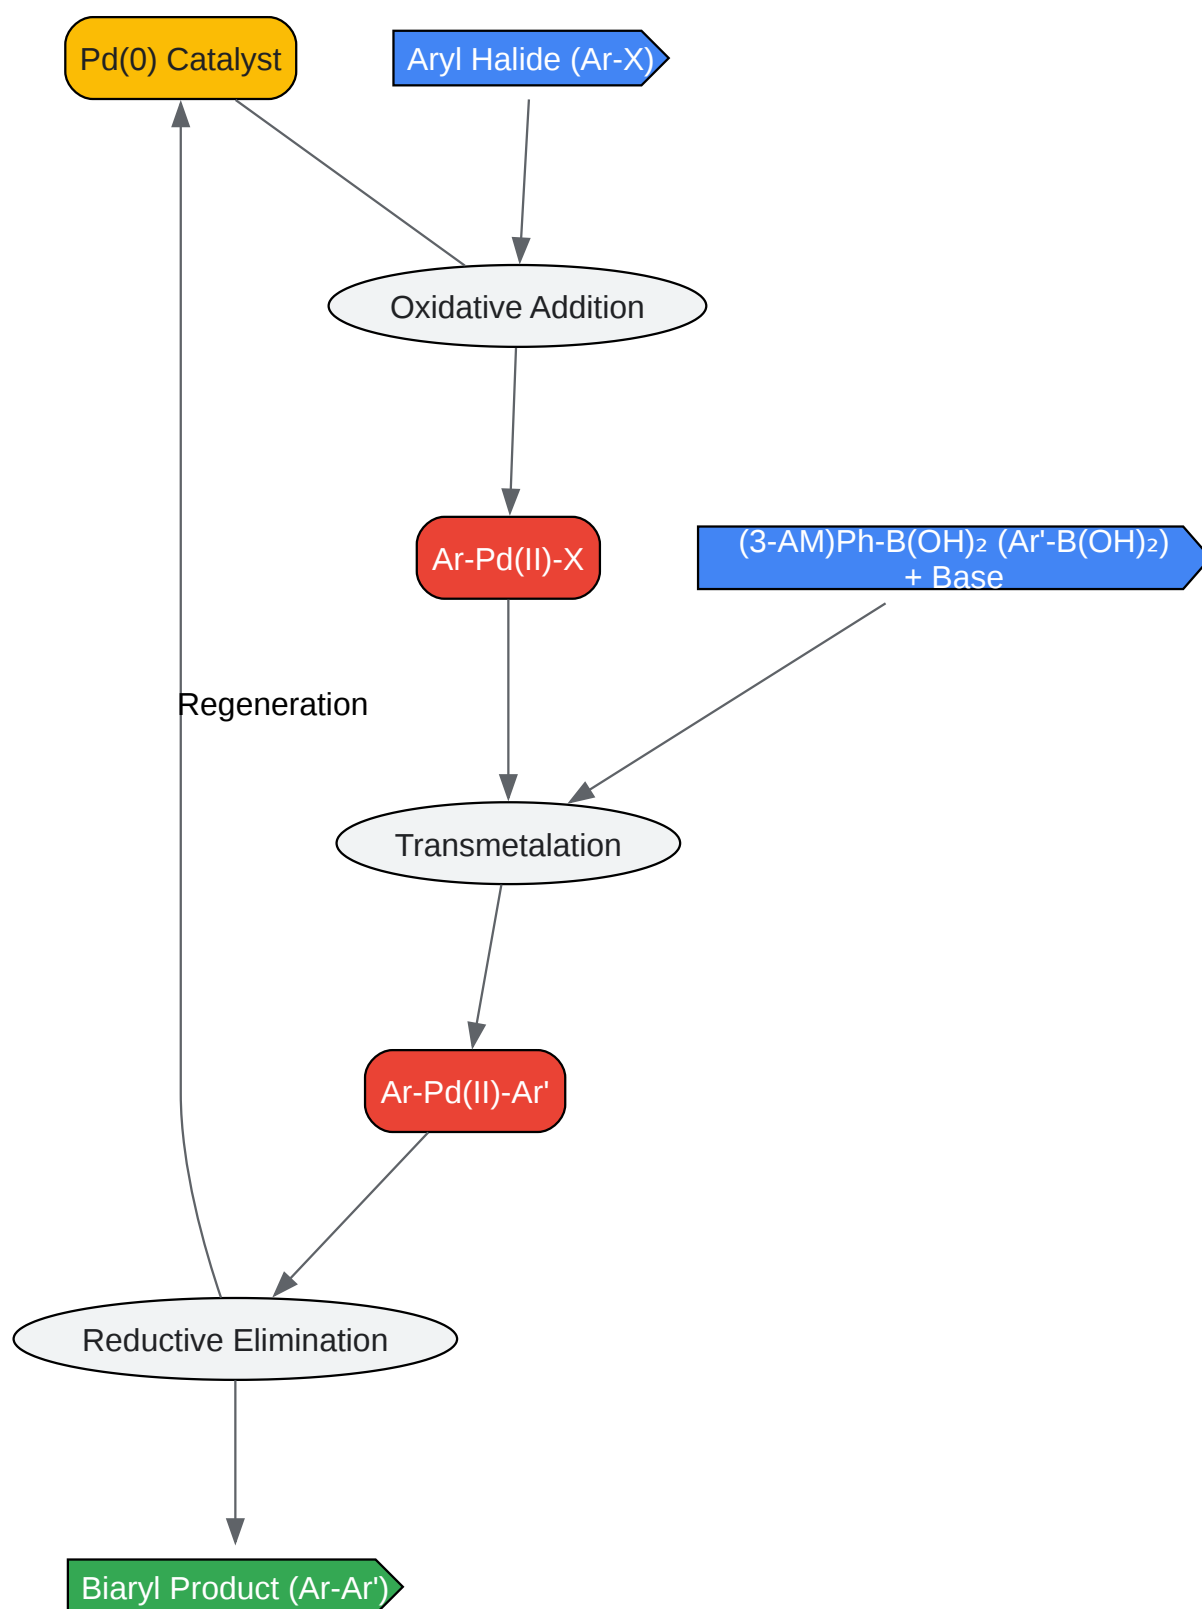 Pd(0) Catalyst
Aryl Halide (Ar-X)
Oxidative Addition
Ar-Pd(II)-X
(3-AM)Ph-B(OH)₂ (Ar'-B(OH)₂)
+ Base
Regeneration
Transmetalation
Ar-Pd(II)-Ar'
Reductive Elimination
Biaryl Product (Ar-Ar')